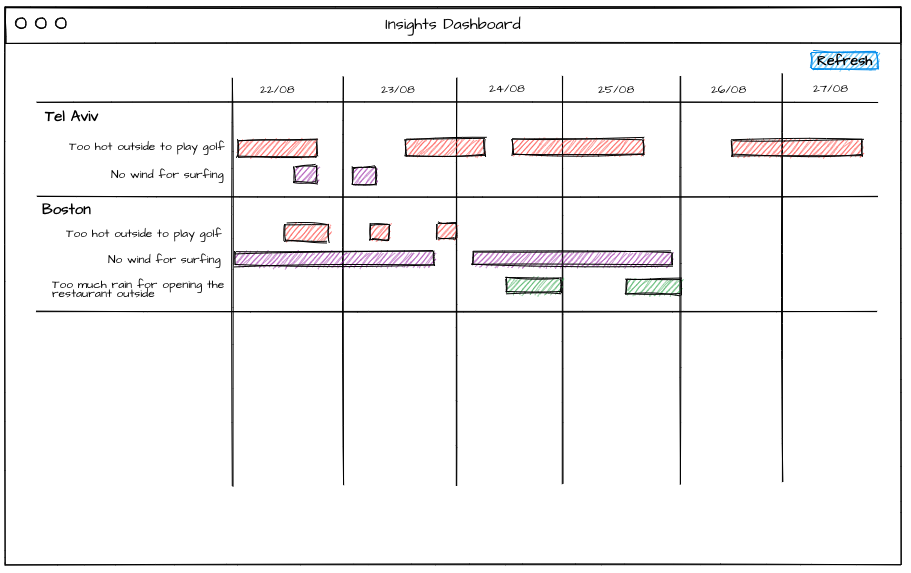 Insights Dashboard
Refresh
22/08 23/08 24/08 25/08 26/08 27/08
Tel Aviv
Too hot outside to play golf
No wind for surfing
Boston
Too hot outside to play golf
No wind for surfing
Too much rain for opening the
restaurant outside